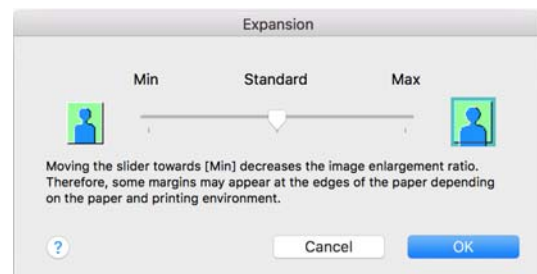 Expansion
Min Standard Max
Moving the slider towards [Min] decreases the image enlargement ratio.
Therefore, some margins may appear at the edges of the paper depending
on the paper and printing environment.
? Cancel OK